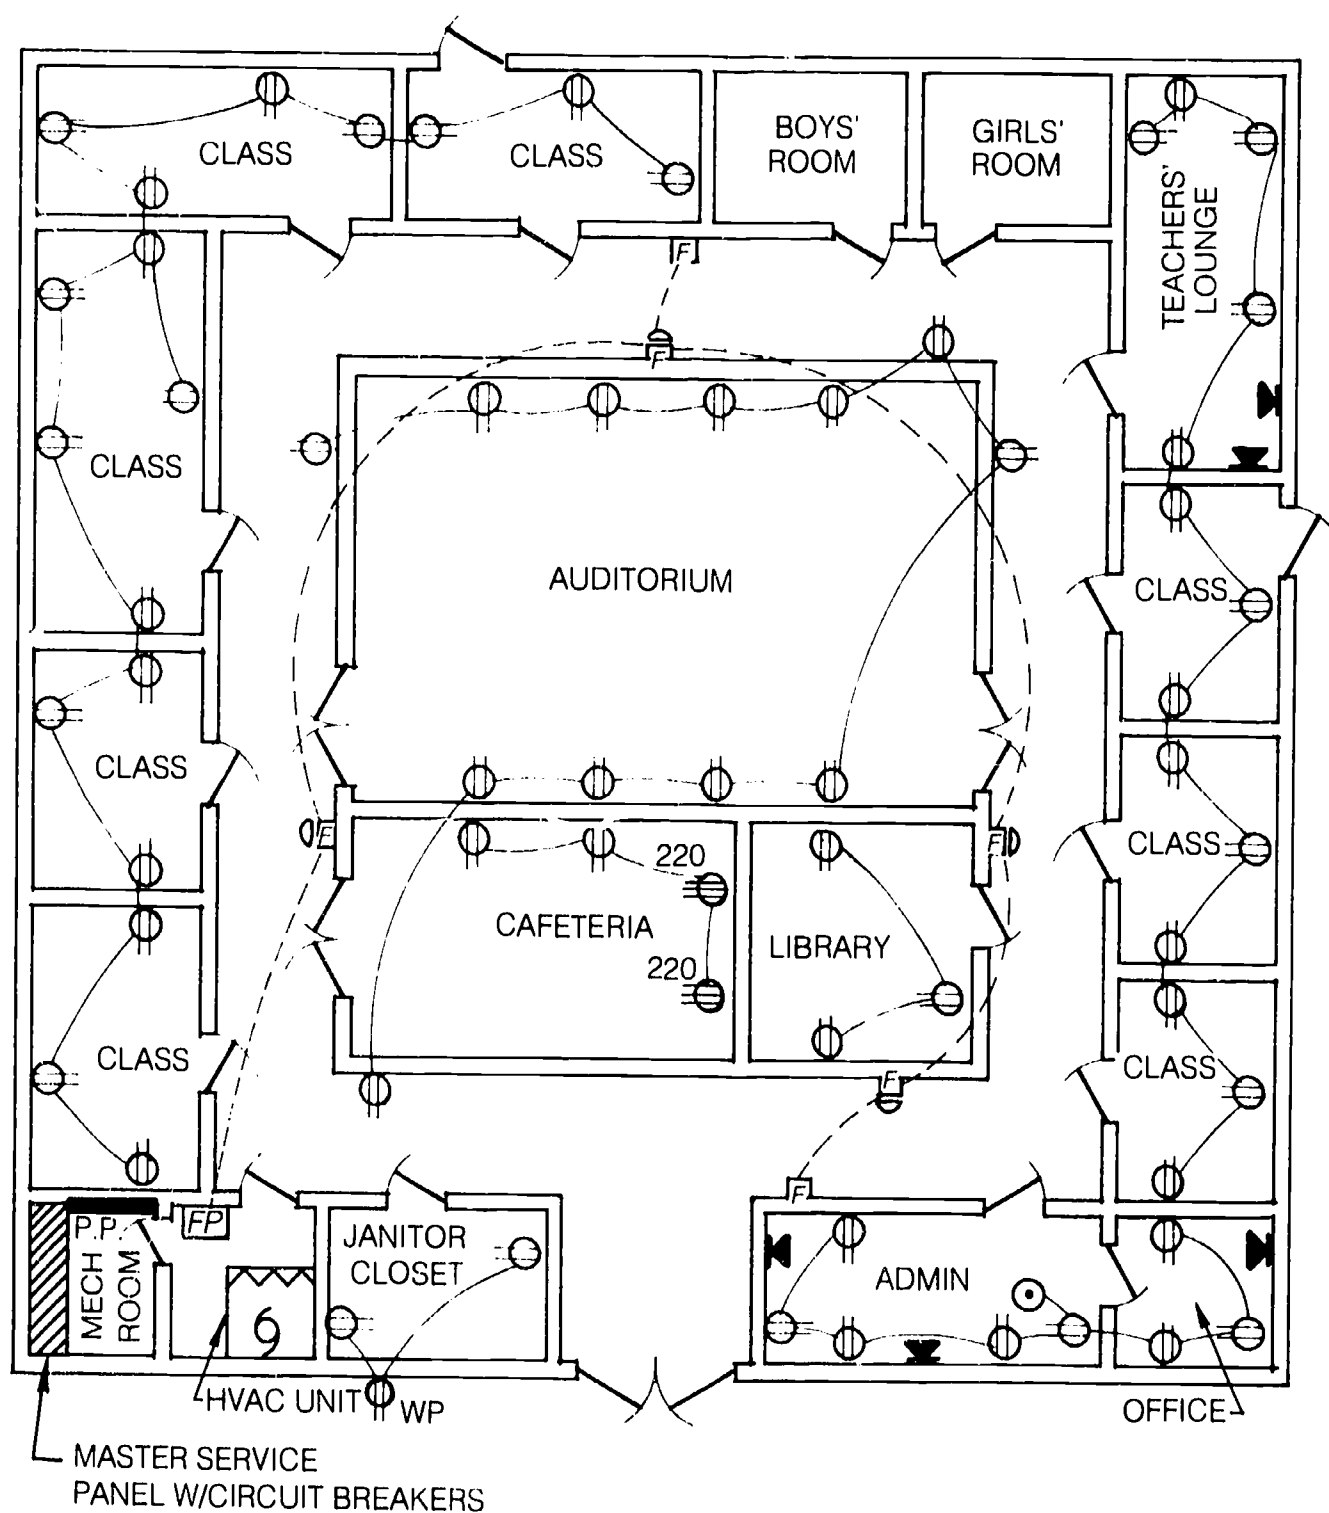 CLASS
CLASS
BOYS'
ROOM
GIRLS'
ROOM
TEACHERS'
LOUNGE
F
F
CLASS
AUDITORIUM
CLASS
CLASS
F
F
220
CLASS
CAFETERIA
LIBRARY
220
CLASS
CLASS
F
F
P.P.
FP
MECH
ROOM
JANITOR
CLOSET
ADMIN
HVAC UNIT
WP
OFFICE
MASTER SERVICE
PANEL W/CIRCUIT BREAKERS